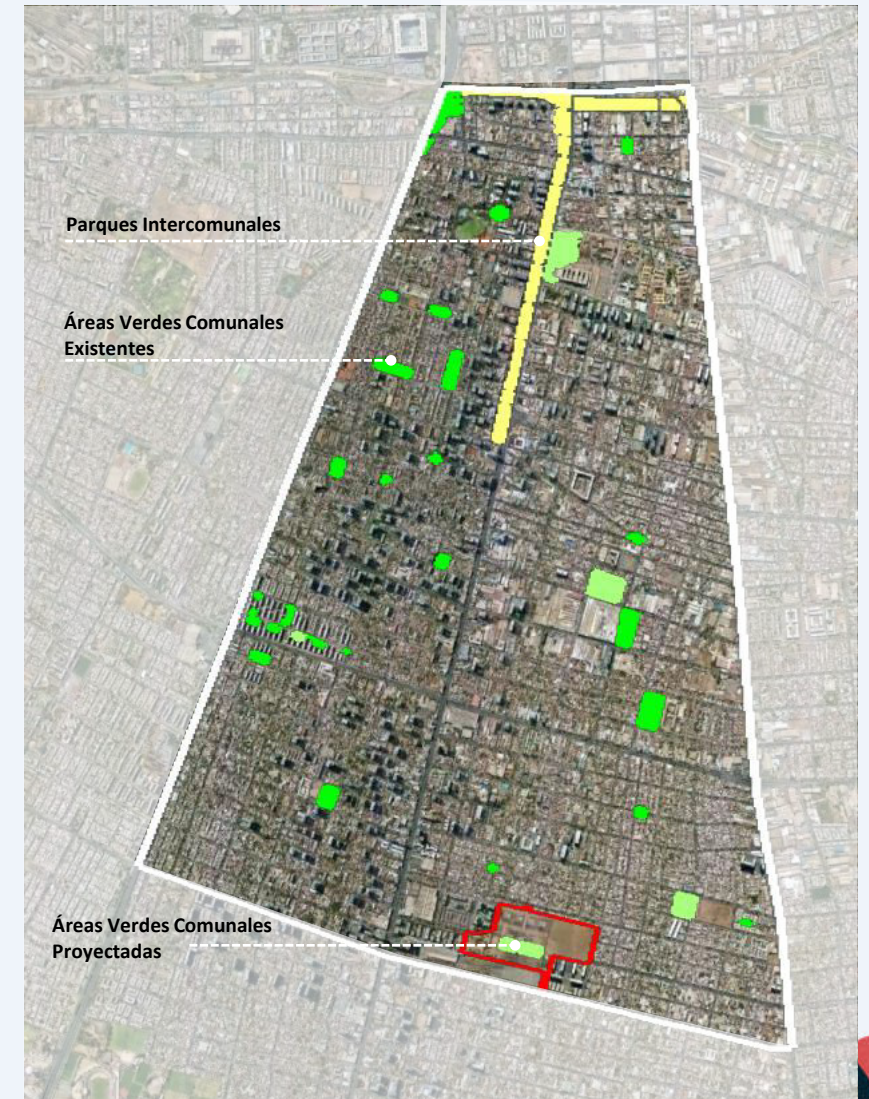 Parques Intercomunales
Áreas Verdes Comunales
Existentes
Áreas Verdes Comunales
Proyectadas